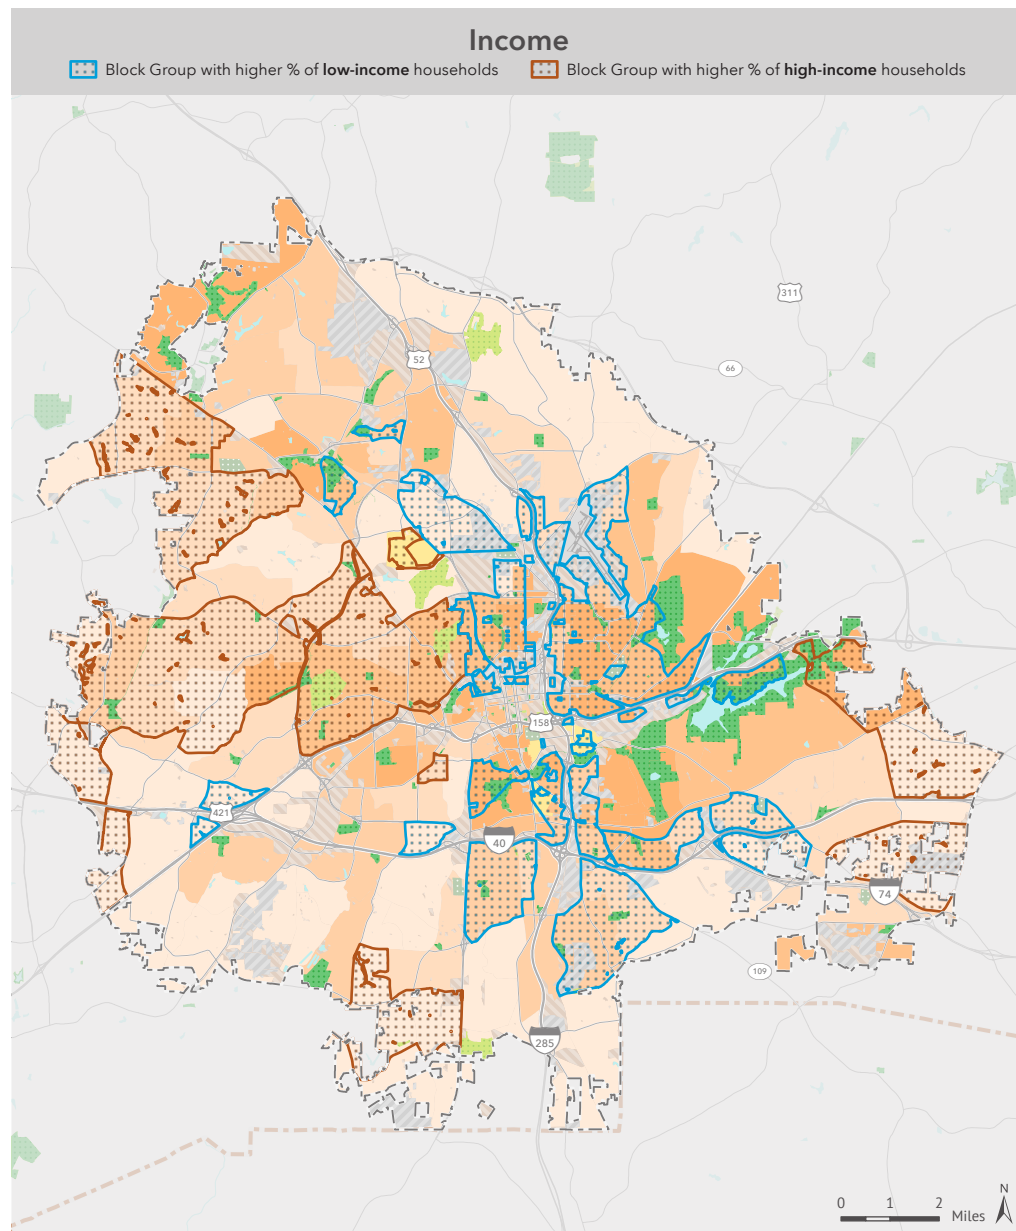 Income
Block Group with higher % of low-income households
Block Group with higher % of high-income households
311
52
66
158
421
40
74
109
285
N
0 1 2
Miles